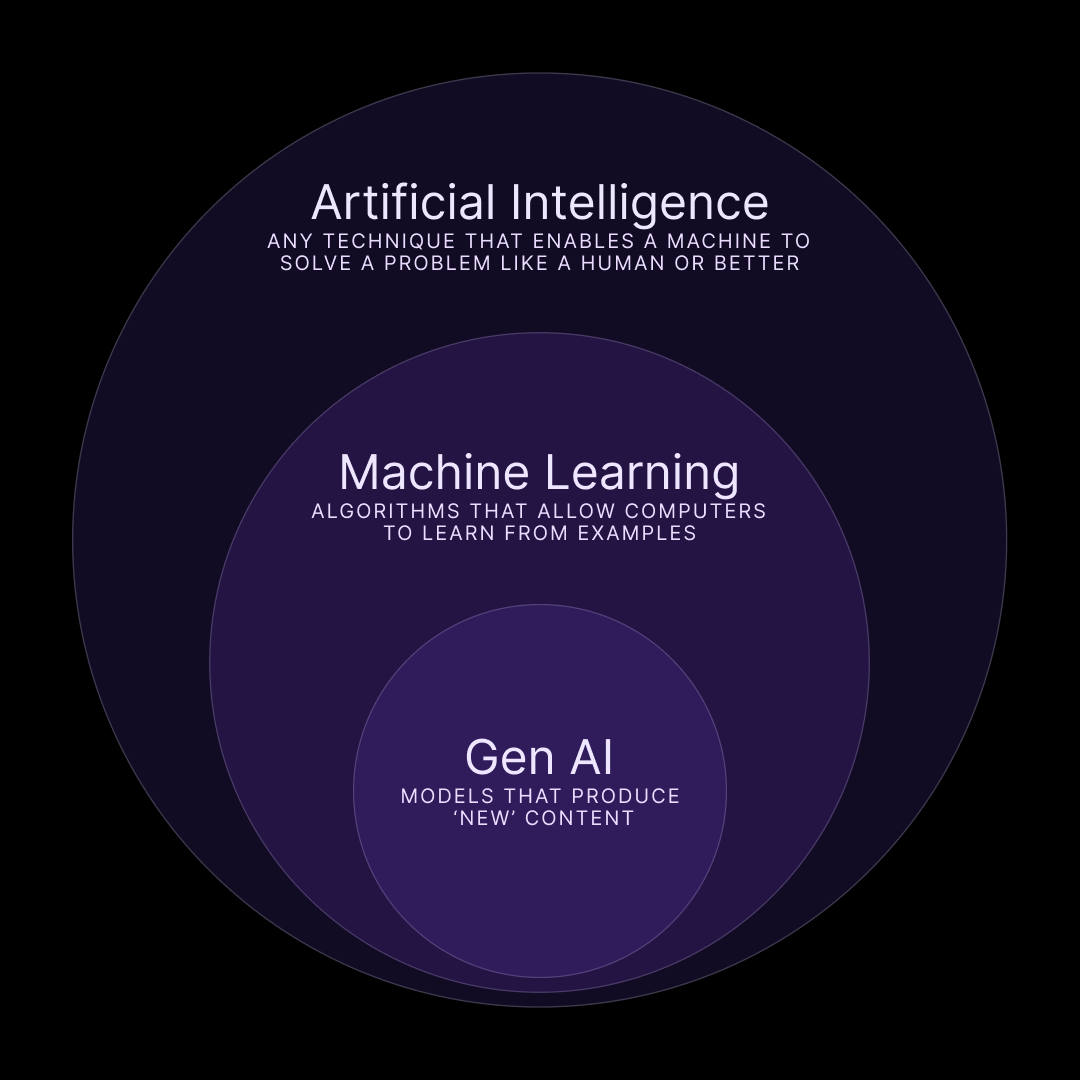 Artificial Intelligence
ANY TECHNIQUE THAT ENABLES A MACHINE TO
SOLVE A PROBLEM LIKE A HUMAN OR BETTER
Machine Learning
ALGORITHMS THAT ALLOW COMPUTERS
TO LEARN FROM EXAMPLES
Gen AI
MODELS THAT PRODUCE
‘NEW’ CONTENT